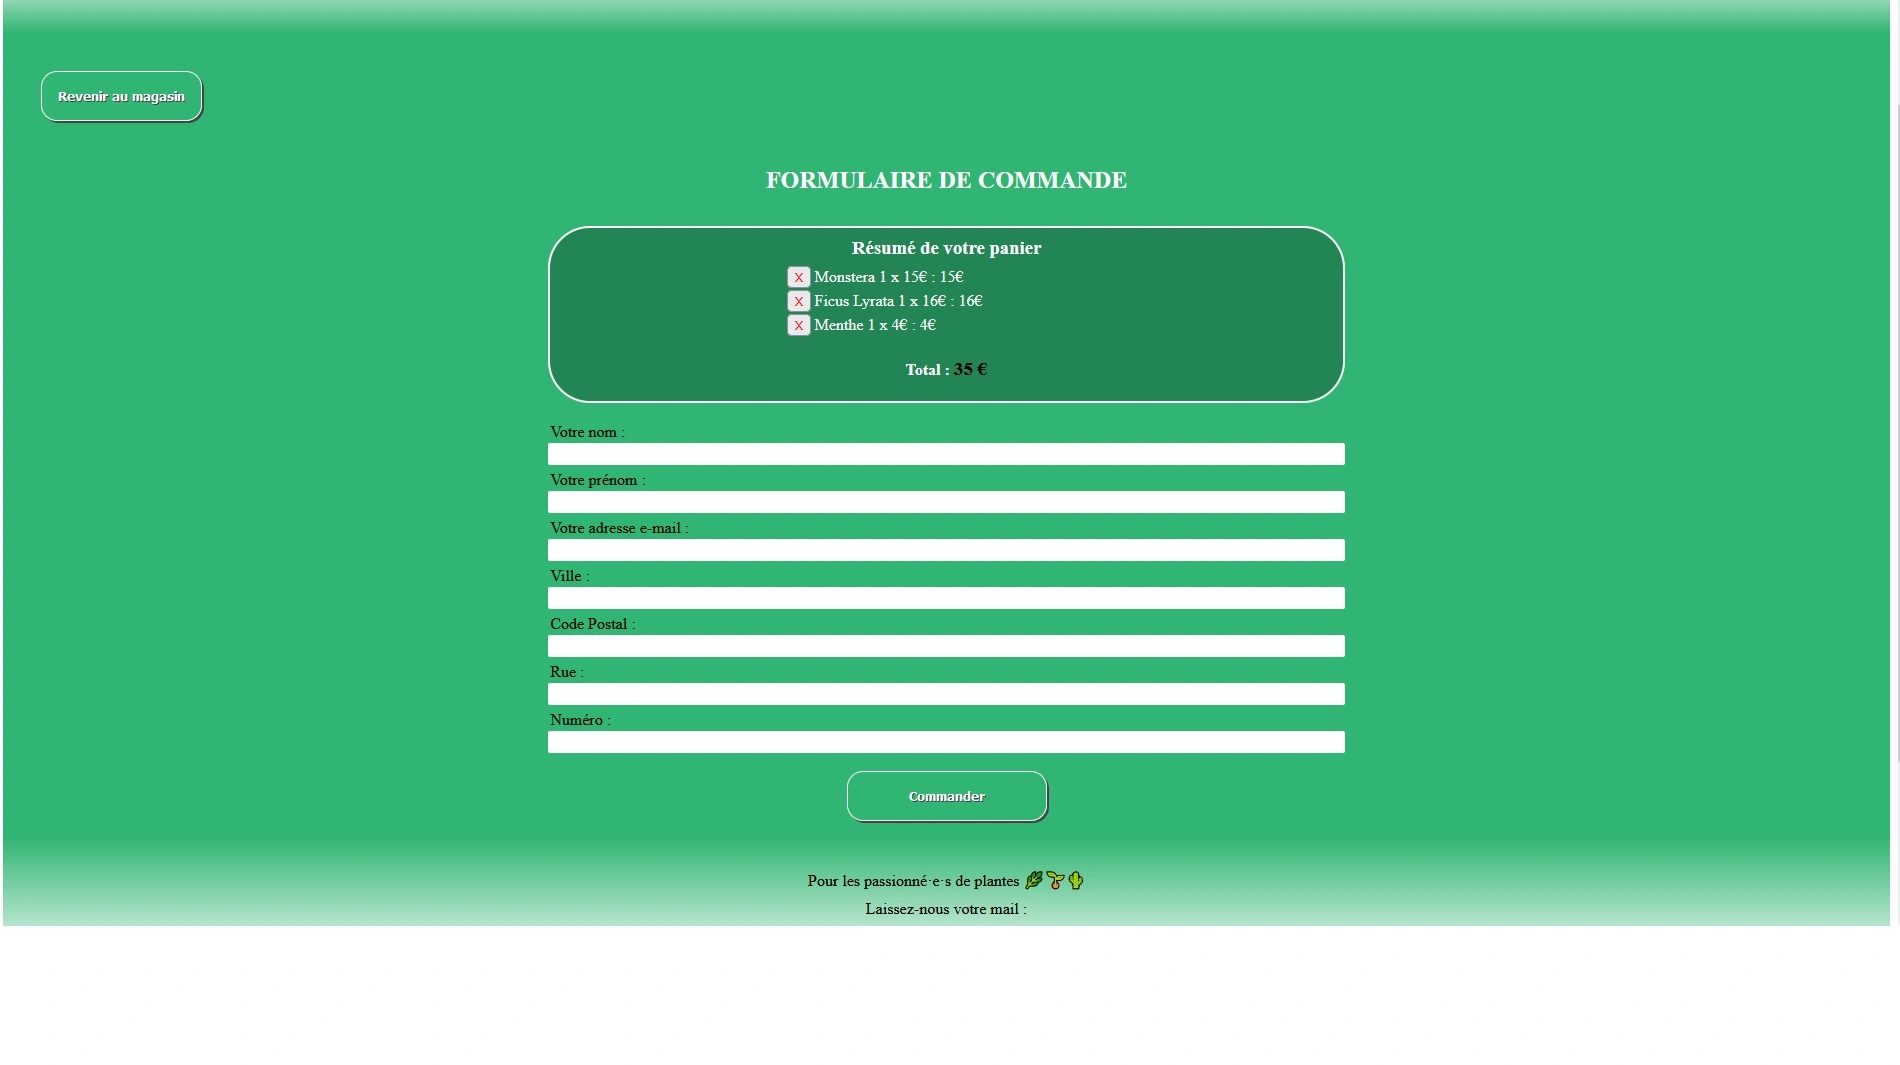 Revenir au magasin
FORMULAIRE DE COMMANDE
Résumé de votre panier
X Monstera 1 x 15€ : 15€
X Ficus Lyrata 1 x 16€ : 16€
X Menthe 1 x 4€ : 4€
Total : 35 €
Votre nom :
Votre prénom :
Votre adresse e-mail :
Ville :
Code Postal :
Rue :
Numéro :
Commander
Pour les passionné·e·s de plantes 🌿🌱🌵
Laissez-nous votre mail :